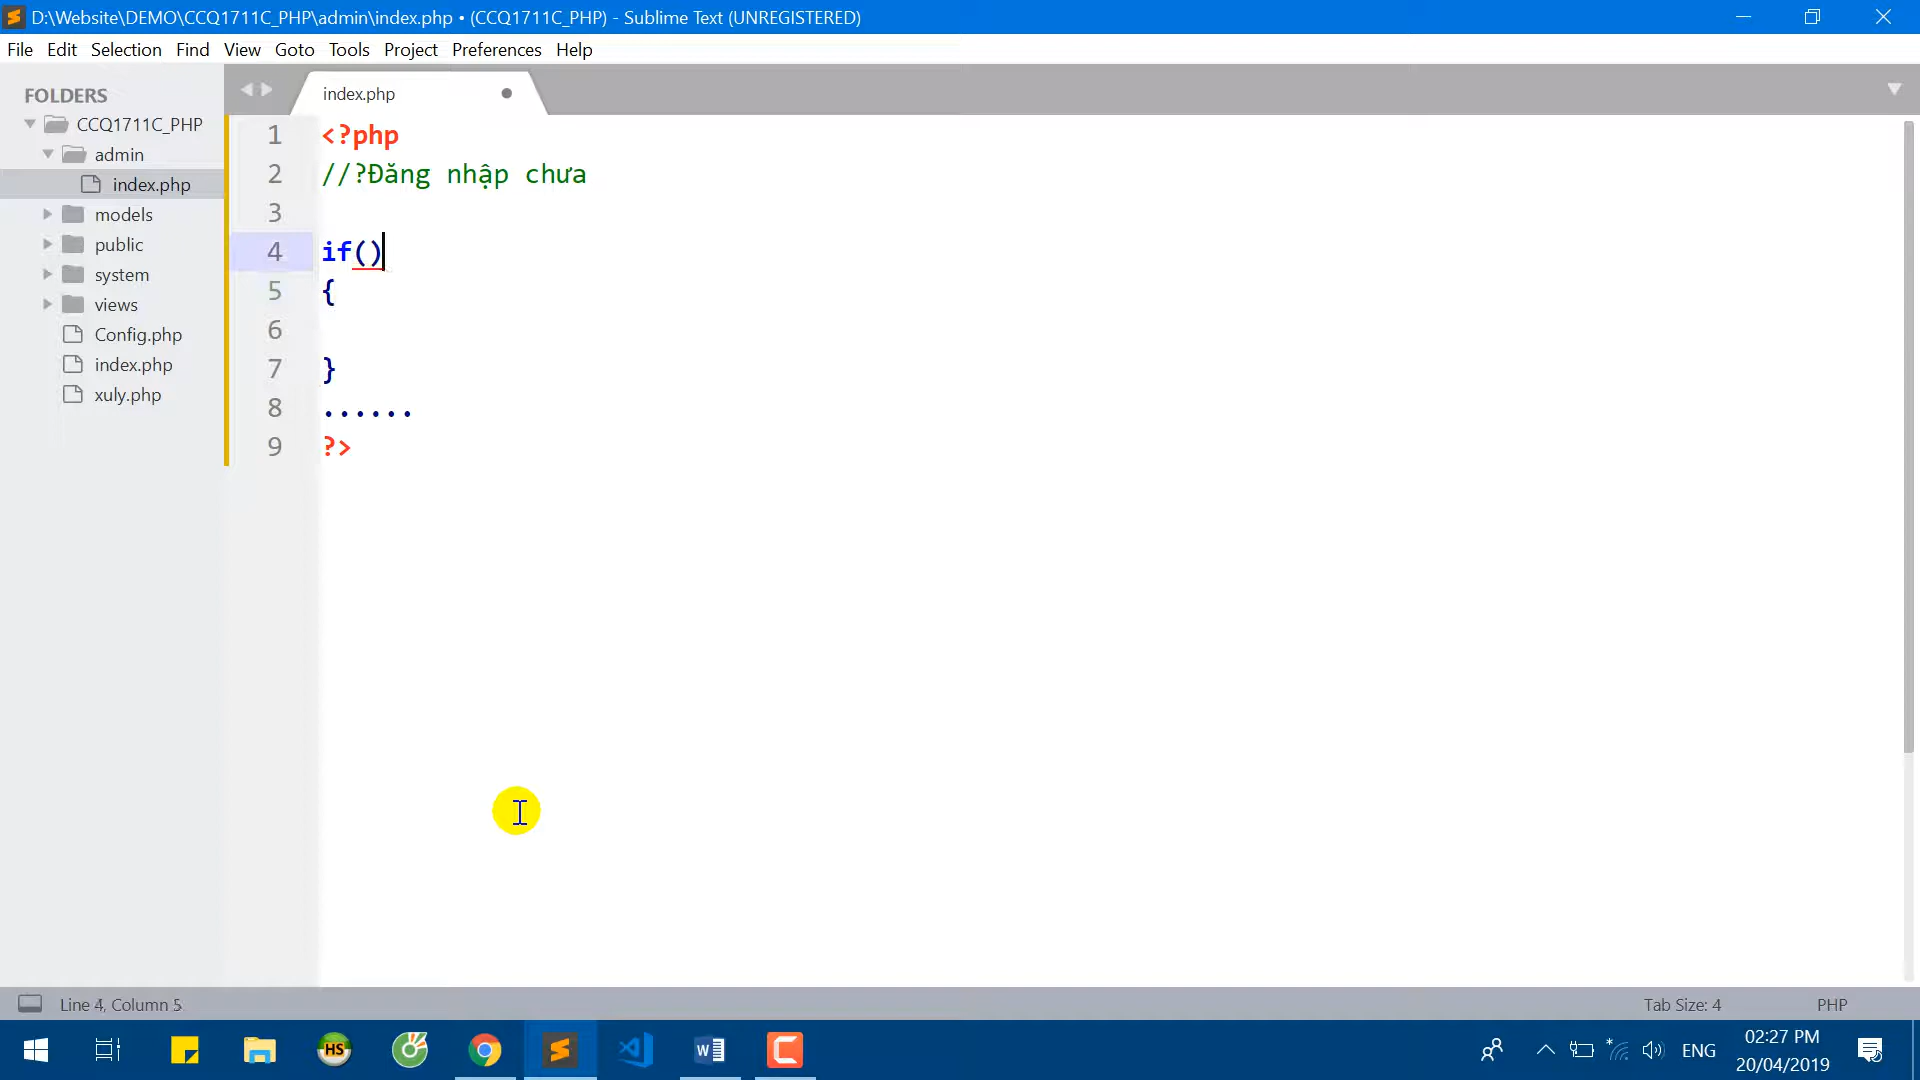 D:\Website\DEMO\CCQ1711C_PHP\admin\index.php • (CCQ1711C_PHP) - Sublime Text (UNREGISTERED)
File Edit Selection Find View Goto Tools Project Preferences Help
FOLDERS
CCQ1711C_PHP
admin
index.php
models
public
system
views
Config.php
index.php
xuly.php
index.php
1 <?php
2 //?Đăng nhập chưa
3
4 if()
5 {
6
7 }
8 ......
9 ?>
Line 4, Column 5
Tab Size: 4
PHP
HS
ENG
02:27 PM
20/04/2019